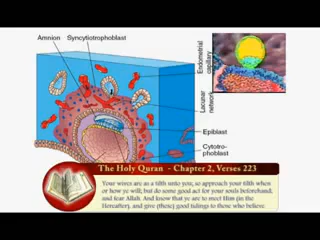 Amnion Syncytiotrophoblast
Endometrial
capillary
Lacunar
network
Epiblast
Cytotro-
phoblast
The Holy Quran - Chapter 2, Verses 223
Your wives are as a tilth unto you; so approach your tilth when
or how ye will; but do some good act for your souls beforehand;
and fear Allah. And know that ye are to meet Him (in the
Hereafter), and give (these) good tidings to those who believe.